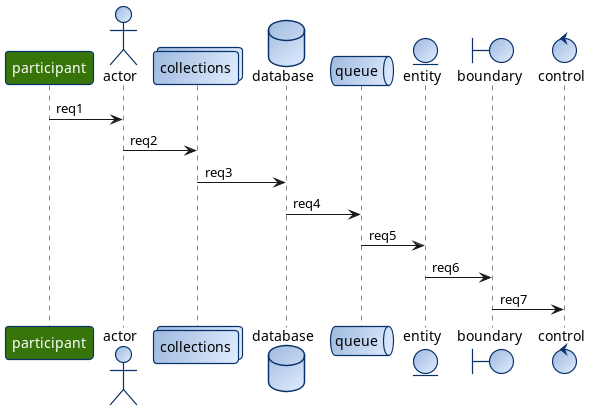 participant
actor
collections
database
queue
entity
boundary
control
req1
req2
req3
req4
req5
req6
req7
participant
actor
collections
database
queue
entity
boundary
control